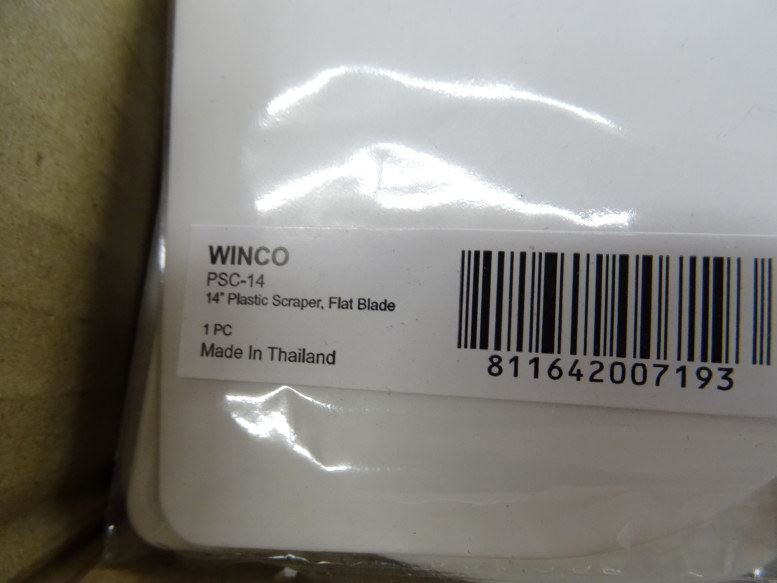 WINCO
PSC-14
14" Plastic Scraper, Flat Blade
1 PC
Made In Thailand
811642007193